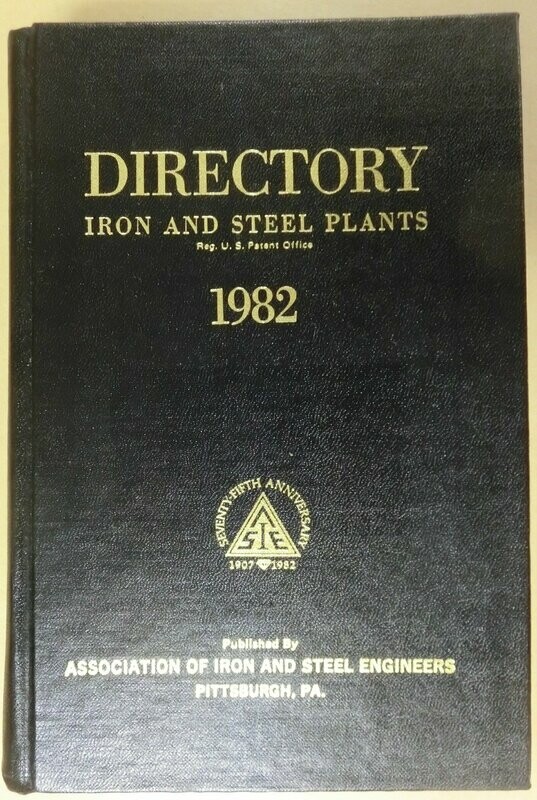 DIRECTORY
IRON AND STEEL PLANTS
Reg. U. S. Patent Office
1982
SEVENTY-FIFTH ANNIVERSARY
A
SIE
1907 1982
Published By
ASSOCIATION OF IRON AND STEEL ENGINEERS
PITTSBURGH, PA.